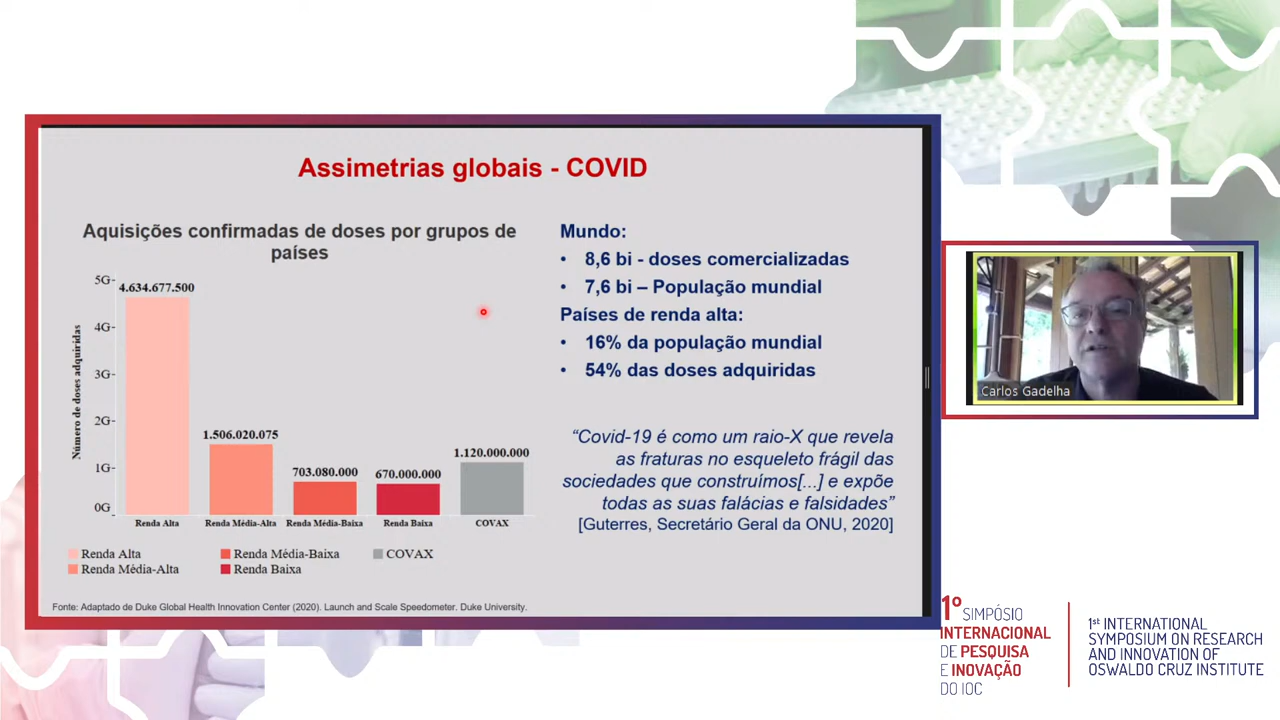 Assimetrias globais - COVID
Aquisições confirmadas de doses por grupos de
países
Número de doses adquiridas
5G
4G
3G
2G
1G
0G
4.634.677.500
1.506.020.075
703.080.000
670.000.000
1.120.000.000
Renda Alta
Renda Média-Alta
Renda Média-Baixa
Renda Baixa
COVAX
Renda Alta
Renda Média-Baixa
COVAX
Renda Média-Alta
Renda Baixa
Fonte: Adaptado de Duke Global Health Innovation Center (2020). Launch and Scale Speedometer. Duke University.
Mundo:
• 8,6 bi - doses comercializadas
• 7,6 bi – População mundial
Países de renda alta:
• 16% da população mundial
• 54% das doses adquiridas
“Covid-19 é como um raio-X que revela
as fraturas no esqueleto frágil das
sociedades que construímos[...] e expõe
todas as suas falácias e falsidades”
[Guterres, Secretário Geral da ONU, 2020]
Carlos Gadelha
1º SIMPÓSIO
INTERNACIONAL
DE PESQUISA
E INOVAÇÃO
DO IOC
1st INTERNATIONAL
SYMPOSIUM ON RESEARCH
AND INNOVATION OF
OSWALDO CRUZ INSTITUTE